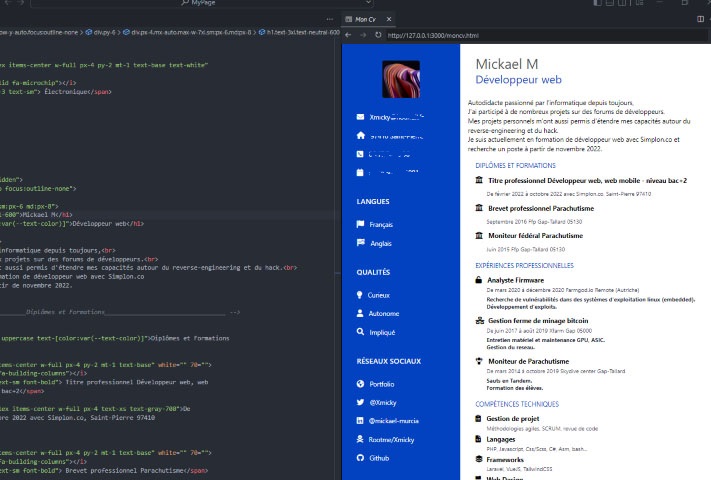 MyPage
Mon Cv
http://127.0.0.1:3000/moncv.html
ow-y-auto focus:outline-none > div.py-6 > div.px-4.mx-auto.max-w-7xl.sm:px-6.md:px-8 > h1.text-3xl.text-neutral-600
ex items-center w-full px-4 py-2 mt-1 text-base text-white"
lid fa-microchip"></i>
-3 text-sm"> Électronique</span>
idden">
o focus:outline-none">
sm:px-6 md:px-8">
t-600">Mickael M</h1>
:var(--text-color)]">Développeur web</h1>
informatique depuis toujours,<br>
x projets sur des forums de développeurs.<br>
t aussi permis d'étendre mes capacités autour du reverse-engineering et du hack.<br>
mation de développeur web avec Simplon.co
rtir de novembre 2022.
Diplômes et Formations -->
uppercase text-[color:var(--text-color)]">Diplômes et Formations
items-center w-full px-4 py-2 mt-1 text-base" white="" 70="">
fa-building-columns"></i>
ext-sm font-bold"> Titre professionnel Développeur web, web
bac+2</span>
ex items-center w-full px-4 text-xs text-gray-700">De
bre 2022 avec Simplon.co, Saint-Pierre 97410
items-center w-full px-4 py-2 mt-1 text-base" white="" 70="">
fa-building-columns"></i>
ext-sm font-bold"> Brevet professionnel Parachutisme</span>
Xmicky
LANGUES
Français
Anglais
QUALITÉS
Curieux
Autonome
Impliqué
RÉSEAUX SOCIAUX
Portfolio
@Xmicky
@mickael-murcia
Rootme/Xmicky
Github
Mickael M
Développeur web
Autodidacte passionné par l'informatique depuis toujours,
J'ai participé à de nombreux projets sur des forums de développeurs.
Mes projets personnels m'ont aussi permis d'étendre mes capacités autour du
reverse-engineering et du hack.
Je suis actuellement en formation de développeur web avec Simplon.co et
recherche un poste à partir de novembre 2022.
DIPLÔMES ET FORMATIONS
Titre professionnel Développeur web, web mobile - niveau bac+2
De février 2022 à octobre 2022 avec Simplon.co, Saint-Pierre 97410
Brevet professionnel Parachutisme
Septembre 2016 Ffp Gap-Tallard 05130
Moniteur fédéral Parachutisme
Juin 2015 Ffp Gap-Tallard 05130
EXPÉRIENCES PROFESSIONNELLES
Analyste Firmware
De mars 2020 à décembre 2020 Farmgod.io Remote (Autriche)
Recherche de vulnérabilités dans des systèmes d'exploitation linux (embedded).
Développement d'exploits.
Gestion ferme de minage bitcoin
De juin 2017 à août 2019 Xfarm Gap 05000
Entretien matériel et maintenance GPU, ASIC.
Gestion du reseau.
Moniteur de Parachutisme
De mars 2014 à octobre 2019 Skydive center Gap-Tallard
Sauts en Tandem.
Formation des élèves.
COMPÉTENCES TECHNIQUES
Gestion de projet
Méthodologies agiles, SCRUM, revue de code
Langages
PHP, Javascript, Css/Scss, C#, Asm, bash...
Frameworks
Laravel, VueJS, TailwindCSS
Web Design